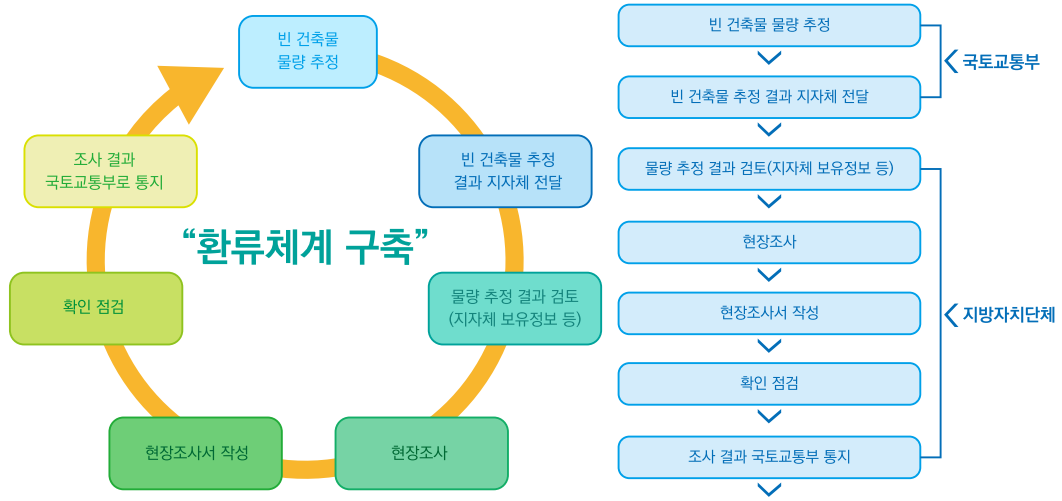 빈 건축물
물량 추정
빈 건축물 추정
결과 지자체 전달
물량 추정 결과 검토
(지자체 보유정보 등)
현장조사
현장조사서 작성
확인 점검
조사 결과
국토교통부로 통지
“환류체계 구축”
빈 건축물 물량 추정
빈 건축물 추정 결과 지자체 전달
국토교통부
물량 추정 결과 검토(지자체 보유정보 등)
현장조사
현장조사서 작성
확인 점검
조사 결과 국토교통부 통지
지방자치단체